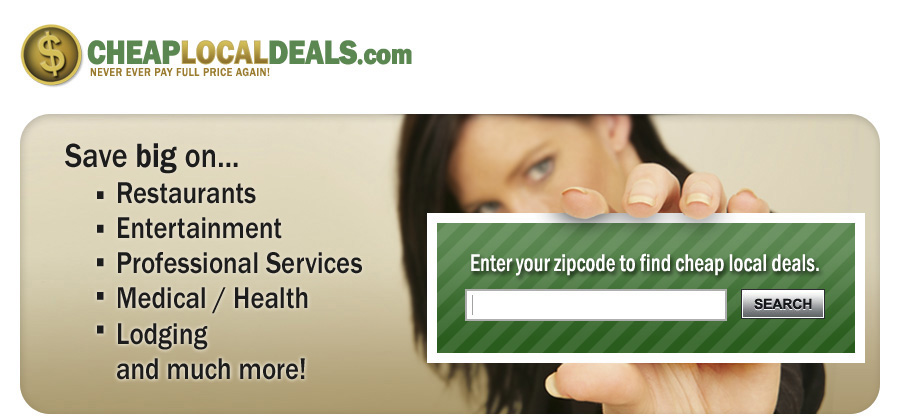 $
CHEAPLOCALDEALS.com
NEVER EVER PAY FULL PRICE AGAIN!
Save big on...
▪ Restaurants
▪ Entertainment
▪ Professional Services
▪ Medical / Health
▪ Lodging
and much more!
Enter your zipcode to find cheap local deals.
SEARCH